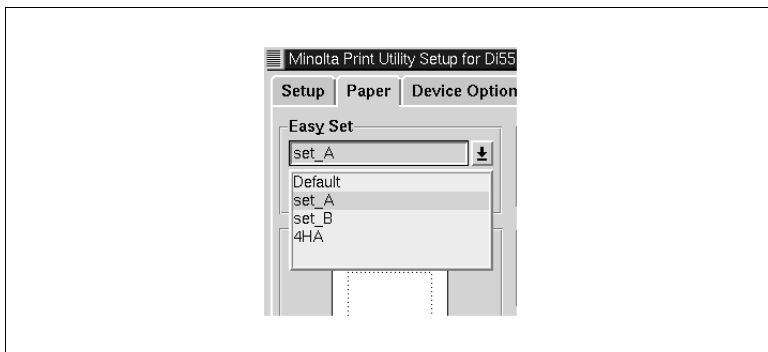 Minolta Print Utility Setup for Di55
Setup Paper Device Option
Easy Set
set_A
Default
set_A
set_B
4HA